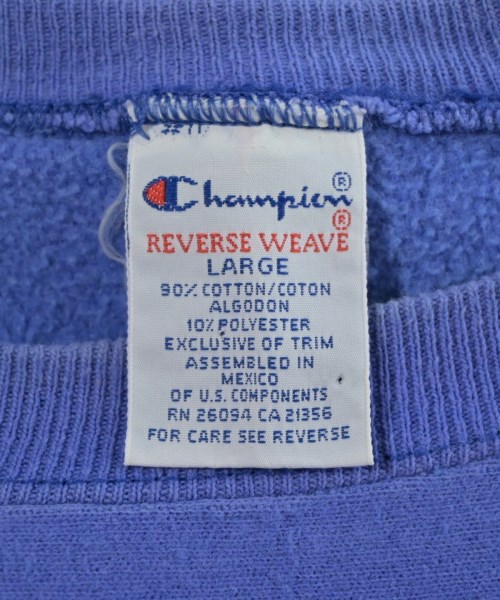 Champion®
REVERSE WEAVE®
LARGE
90% COTTON/COTON
ALGODON
10% POLYESTER
EXCLUSIVE OF TRIM
ASSEMBLED IN
MEXICO
OF U.S. COMPONENTS
RN 26094 CA 21356
FOR CARE SEE REVERSE